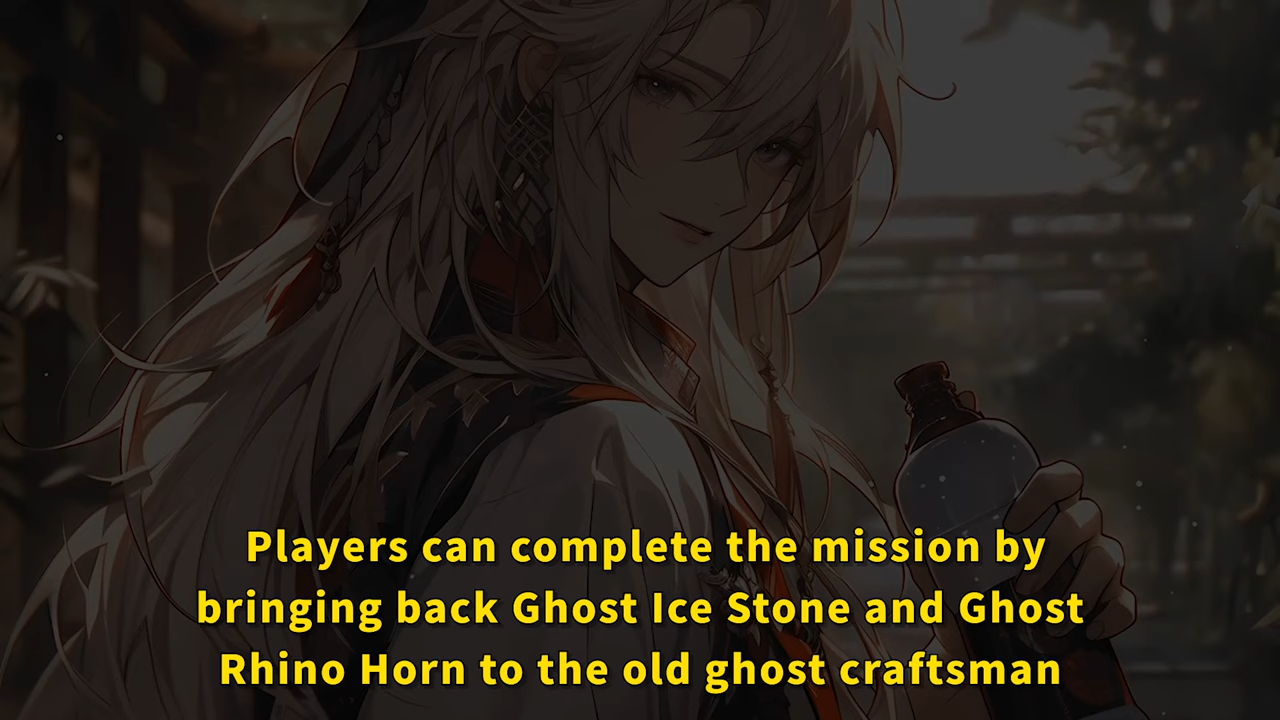 Players can complete the mission by
bringing back Ghost Ice Stone and Ghost
Rhino Horn to the old ghost craftsman